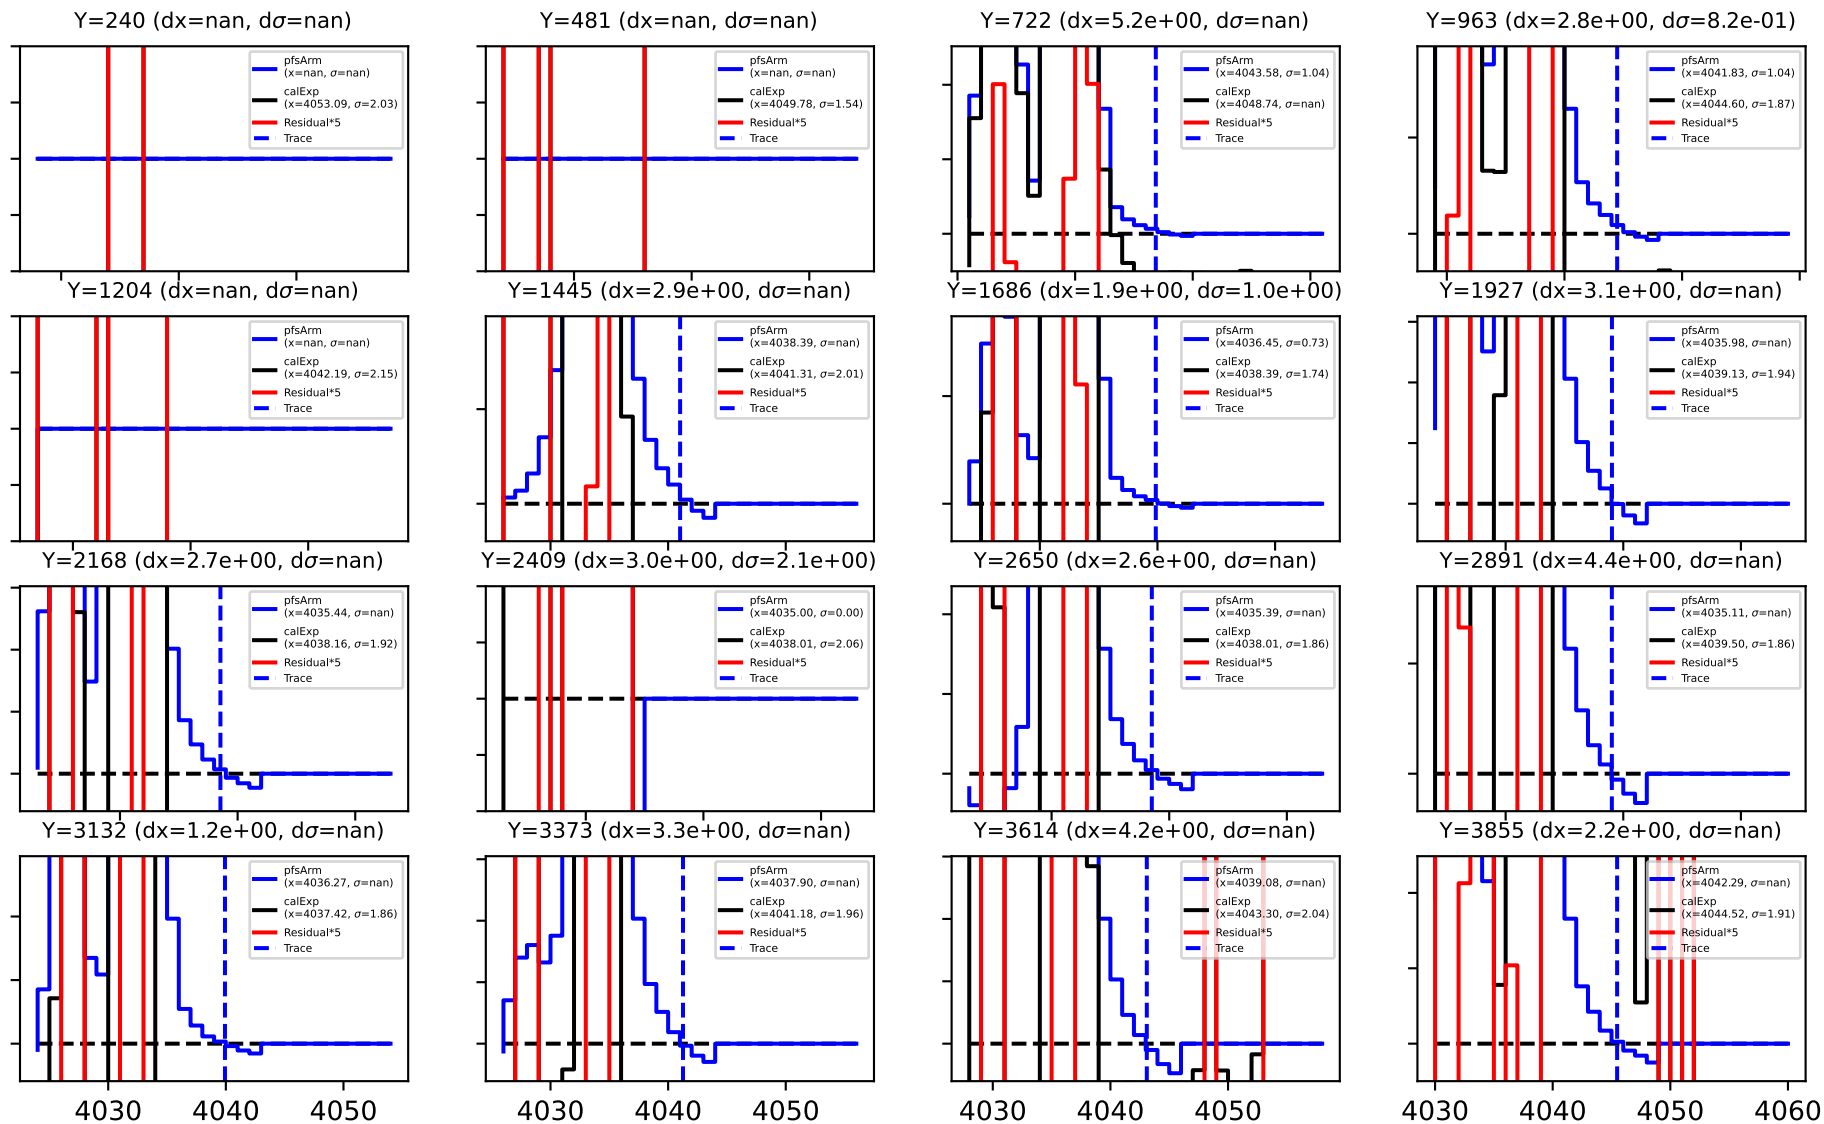 Y=240 (dx=nan, dσ=nan)
pfsArm
(x=nan, σ=nan)
calExp
(x=4053.09, σ=2.03)
Residual*5
Trace
Y=481 (dx=nan, dσ=nan)
pfsArm
(x=nan, σ=nan)
calExp
(x=4049.78, σ=1.54)
Residual*5
Trace
Y=722 (dx=5.2e+00, dσ=nan)
pfsArm
(x=4043.58, σ=1.04)
calExp
(x=4048.74, σ=nan)
Residual*5
Trace
Y=963 (dx=2.8e+00, dσ=8.2e-01)
pfsArm
(x=4041.83, σ=1.04)
calExp
(x=4044.60, σ=1.87)
Residual*5
Trace
Y=1204 (dx=nan, dσ=nan)
pfsArm
(x=nan, σ=nan)
calExp
(x=4042.19, σ=2.15)
Residual*5
Trace
Y=1445 (dx=2.9e+00, dσ=nan)
pfsArm
(x=4038.39, σ=nan)
calExp
(x=4041.31, σ=2.01)
Residual*5
Trace
Y=1686 (dx=1.9e+00, dσ=1.0e+00)
pfsArm
(x=4036.45, σ=0.73)
calExp
(x=4038.39, σ=1.74)
Residual*5
Trace
Y=1927 (dx=3.1e+00, dσ=nan)
pfsArm
(x=4035.98, σ=nan)
calExp
(x=4039.13, σ=1.94)
Residual*5
Trace
Y=2168 (dx=2.7e+00, dσ=nan)
pfsArm
(x=4035.44, σ=nan)
calExp
(x=4038.16, σ=1.92)
Residual*5
Trace
Y=2409 (dx=3.0e+00, dσ=2.1e+00)
pfsArm
(x=4035.00, σ=0.00)
calExp
(x=4038.01, σ=2.06)
Residual*5
Trace
Y=2650 (dx=2.6e+00, dσ=nan)
pfsArm
(x=4035.39, σ=nan)
calExp
(x=4038.01, σ=1.86)
Residual*5
Trace
Y=2891 (dx=4.4e+00, dσ=nan)
pfsArm
(x=4035.11, σ=nan)
calExp
(x=4039.50, σ=1.86)
Residual*5
Trace
Y=3132 (dx=1.2e+00, dσ=nan)
pfsArm
(x=4036.27, σ=nan)
calExp
(x=4037.42, σ=1.86)
Residual*5
Trace
4030 4040 4050
Y=3373 (dx=3.3e+00, dσ=nan)
pfsArm
(x=4037.90, σ=nan)
calExp
(x=4041.18, σ=1.96)
Residual*5
Trace
4030 4040 4050
Y=3614 (dx=4.2e+00, dσ=nan)
pfsArm
(x=4039.08, σ=nan)
calExp
(x=4043.30, σ=2.04)
Residual*5
Trace
4030 4040 4050
Y=3855 (dx=2.2e+00, dσ=nan)
pfsArm
(x=4042.29, σ=nan)
calExp
(x=4044.52, σ=1.91)
Residual*5
Trace
4030 4040 4050 4060